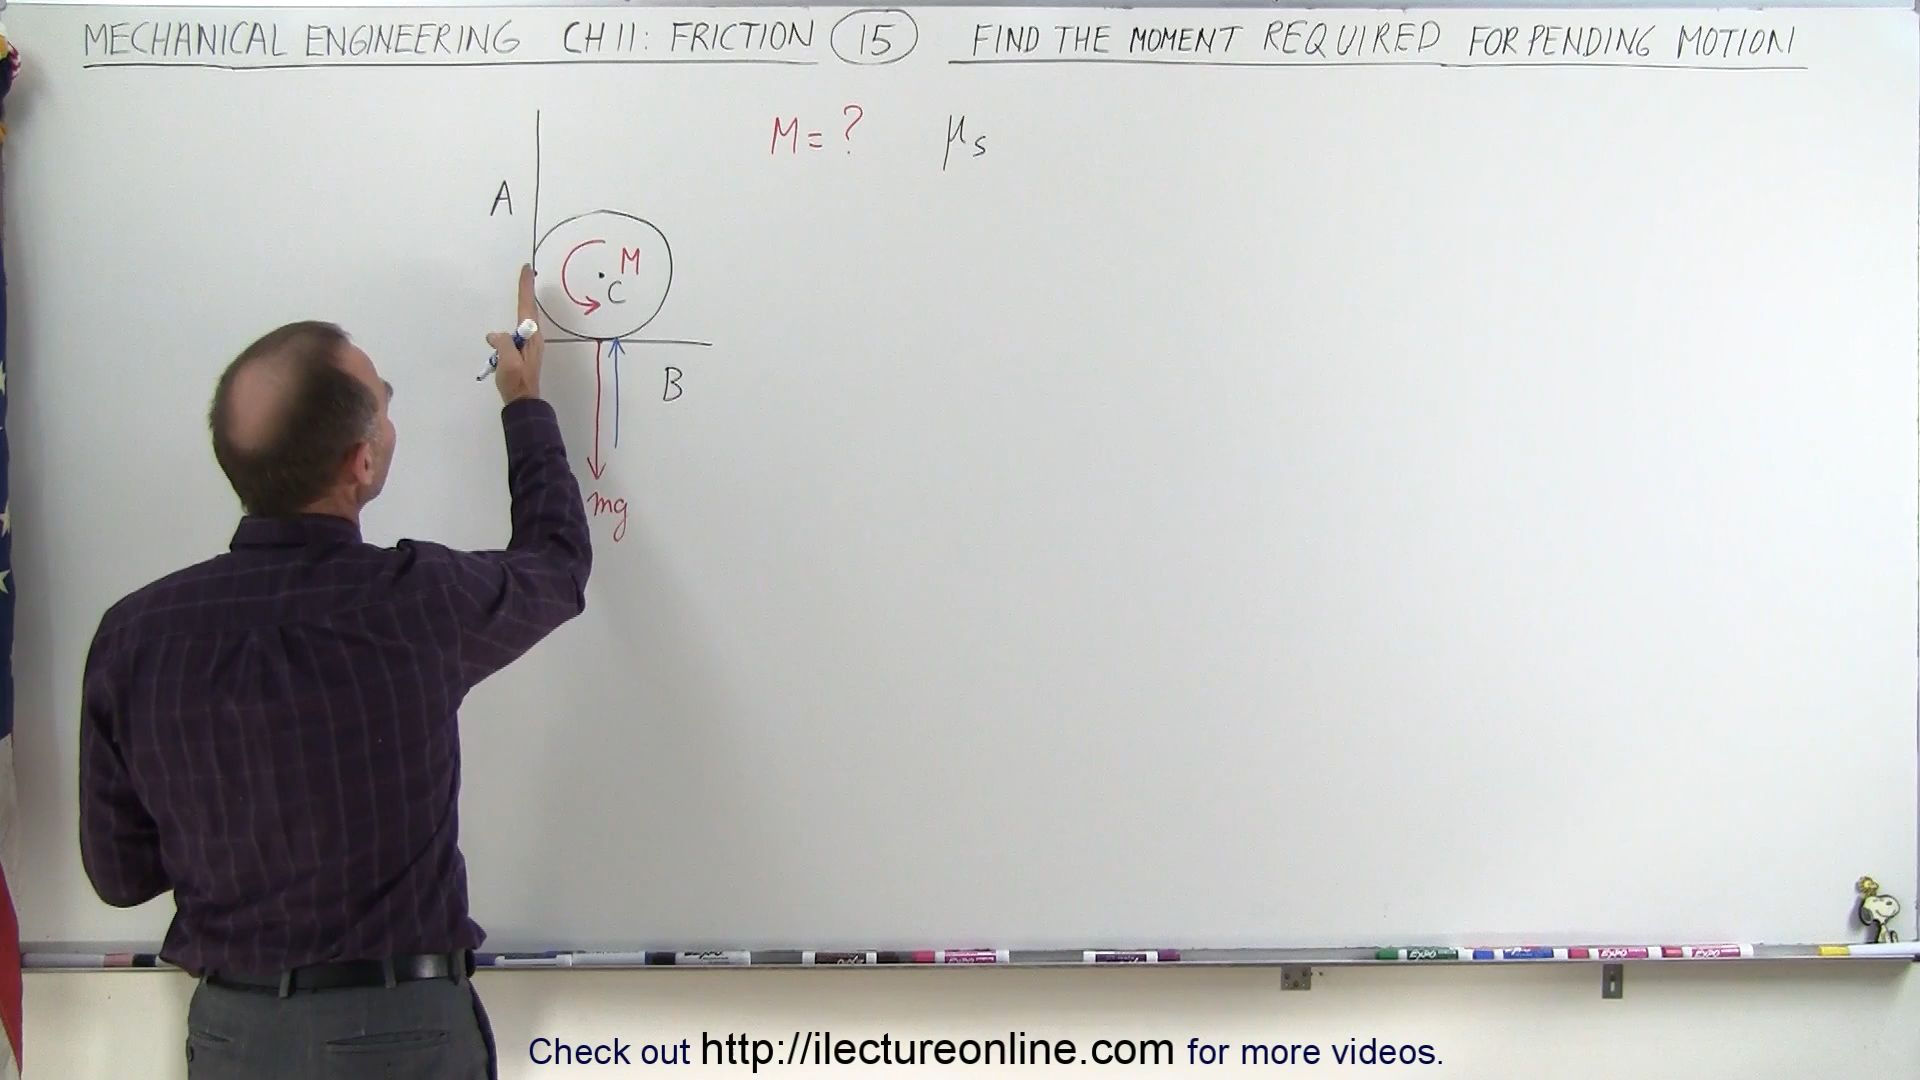 MECHANICAL ENGINEERING CH 11: FRICTION 15 FIND THE MOMENT REQUIRED FOR PENDING MOTION
M = ? μs
A
M
C
B
mg
Check out http://ilectureonline.com for more videos.